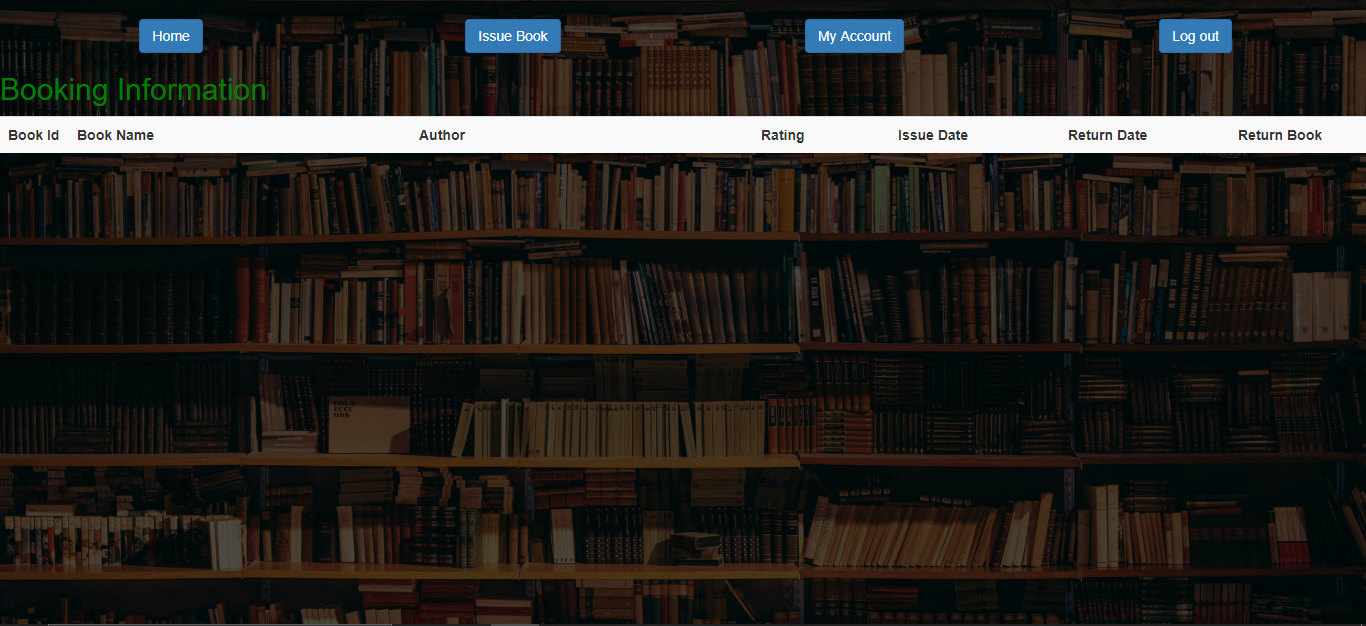 Home Issue Book My Account Log out
Booking Information
Book Id Book Name Author Rating Issue Date Return Date Return Book